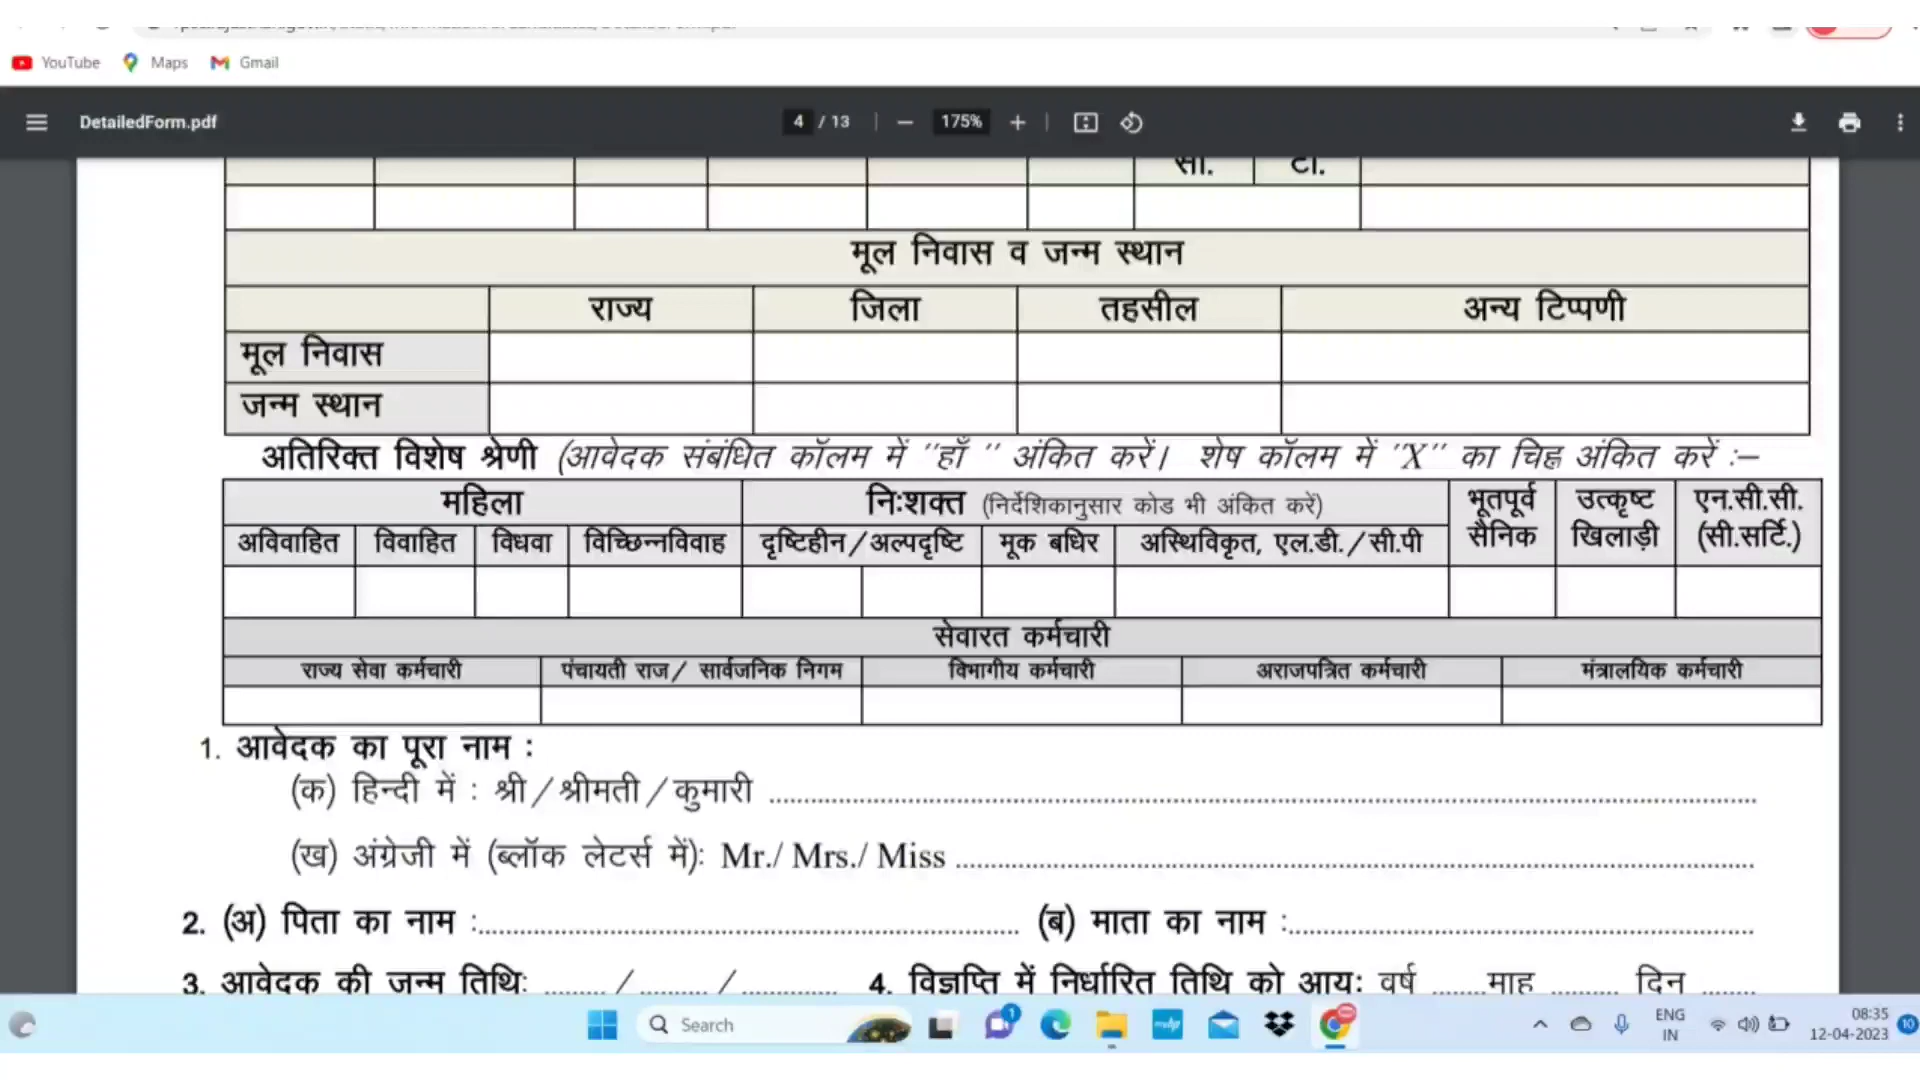 YouTube Maps Gmail
DetailedForm.pdf 4 / 13 175%
सी. टी.
मूल निवास व जन्म स्थान
राज्य जिला तहसील अन्य टिप्पणी
मूल निवास
जन्म स्थान
अतिरिक्त विशेष श्रेणी (आवेदक संबंधित कॉलम में "हाँ " अंकित करें। शेष कॉलम में "X" का चिह्न अंकित करें :–
महिला निःशक्त (निर्देशिकानुसार कोड भी अंकित करें) भूतपूर्व सैनिक उत्कृष्ट खिलाड़ी एन.सी.सी. (सी.सर्टि.)
अविवाहित विवाहित विधवा विच्छिन्नविवाह दृष्टिहीन/अल्पदृष्टि मूक बधिर अस्थिविकृत, एल.डी./सी.पी
सेवारत कर्मचारी
राज्य सेवा कर्मचारी पंचायती राज/ सार्वजनिक निगम विभागीय कर्मचारी अराजपत्रित कर्मचारी मंत्रालयिक कर्मचारी
1. आवेदक का पूरा नाम :
(क) हिन्दी में : श्री/श्रीमती/कुमारी ........................
(ख) अंग्रेजी में (ब्लॉक लेटर्स में): Mr./ Mrs./ Miss ........................
2. (अ) पिता का नाम :........................ (ब) माता का नाम :........................
3. आवेदक की जन्म तिथि: ......... / .......... / .............. 4. विज्ञप्ति में निर्धारित तिथि को आयु: वर्ष ........माह .......... दिन ........
Search ENG 08:35
IN 12-04-2023